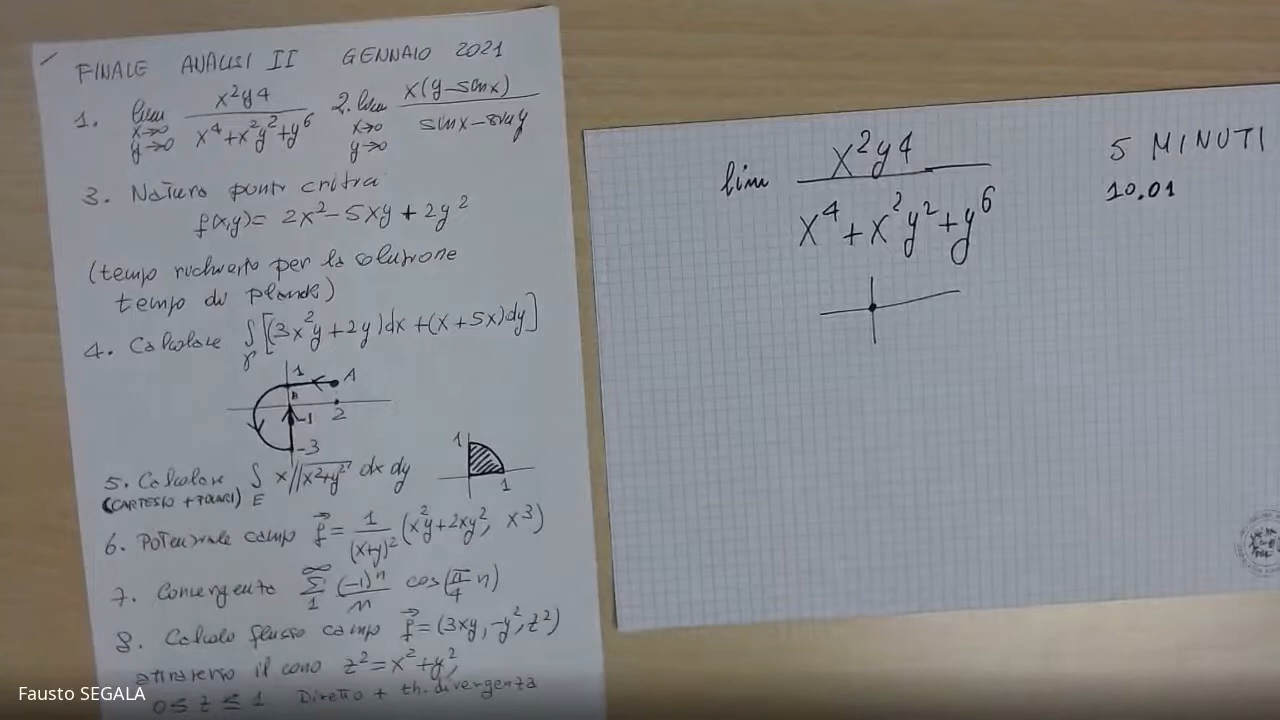 FINALE ANALISI II GENNAIO 2021
1. lim x→0 y→0 x²y4 / x⁴+x²y²+y⁶ 2. lim x→0 y→0 x(y-sinx) / sinx-siny
3. Natura punti critici
f(x,y)= 2x²-5xy+2y²
(tempo richiesto per la soluzione
tempo di planck)
4. Calcolare ∫γ [(3x²y+2y)dx+(x+5x)dy]
1 A
B
-1 2
-3
5. Calcolare ∫E x√(x²+y²) dx dy
(CARTESIO + POLARI)
1
1
6. Potenziale campo f⃗= 1/(x+y)² (x²y+2xy², x³)
7. Convergenza ∑ 1 ∞ (-1)ⁿ/n cos(π/4 n)
8. Calcolo flusso campo f⃗=(3xy,-y²,z²)
attraverso il cono z²=x²+y²,
0≤z≤1 Diretto + th. divergenza
lim x²y4 / x⁴+x²y²+y⁶
5 MINUTI
10.01
Fausto SEGALA